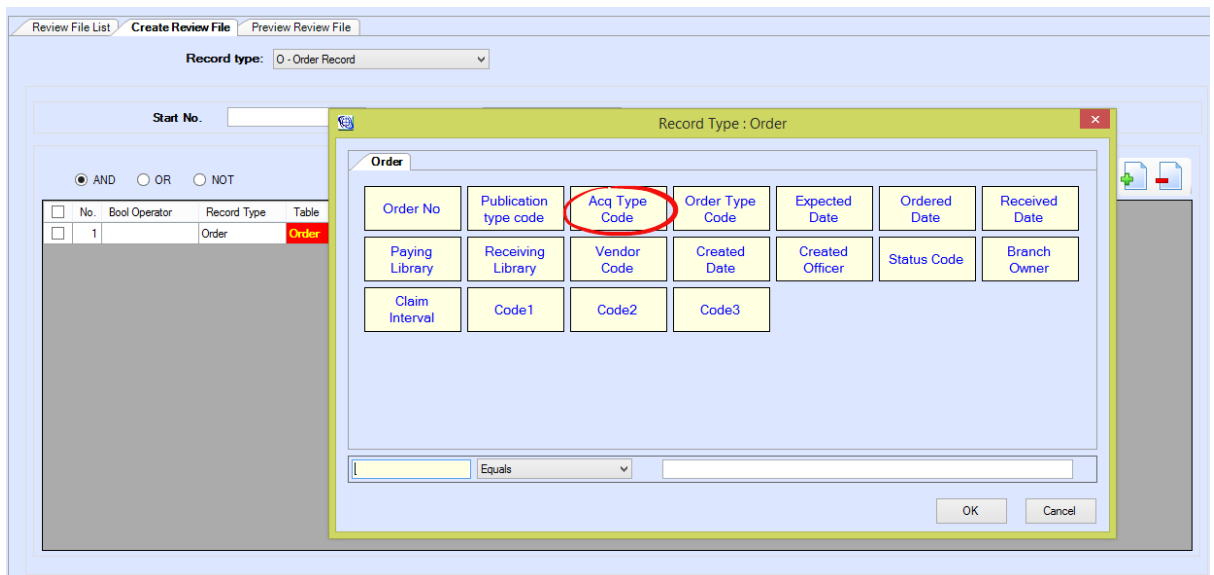 Review File List Create Review File Preview Review File
Record type: O - Order Record
Start No.
Record Type : Order
Order
AND OR NOT
No. Bool Operator Record Type Table
1 Order Order
Order No Publication type code Acq Type Code Order Type Code Expected Date Ordered Date Received Date
Paying Library Receiving Library Vendor Code Created Date Created Officer Status Code Branch Owner
Claim Interval Code1 Code2 Code3
Equals
OK Cancel